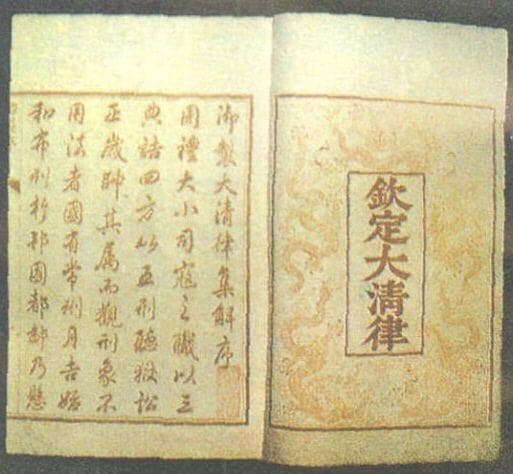 欽定大清律
御製大清律集解序
周禮大小司寇之職以三
典詰四方以五刑聽獄訟
正歲帥其属而觀刑象不
用法者國有常刑月吉始
和布刑扵邦國都鄙乃懸